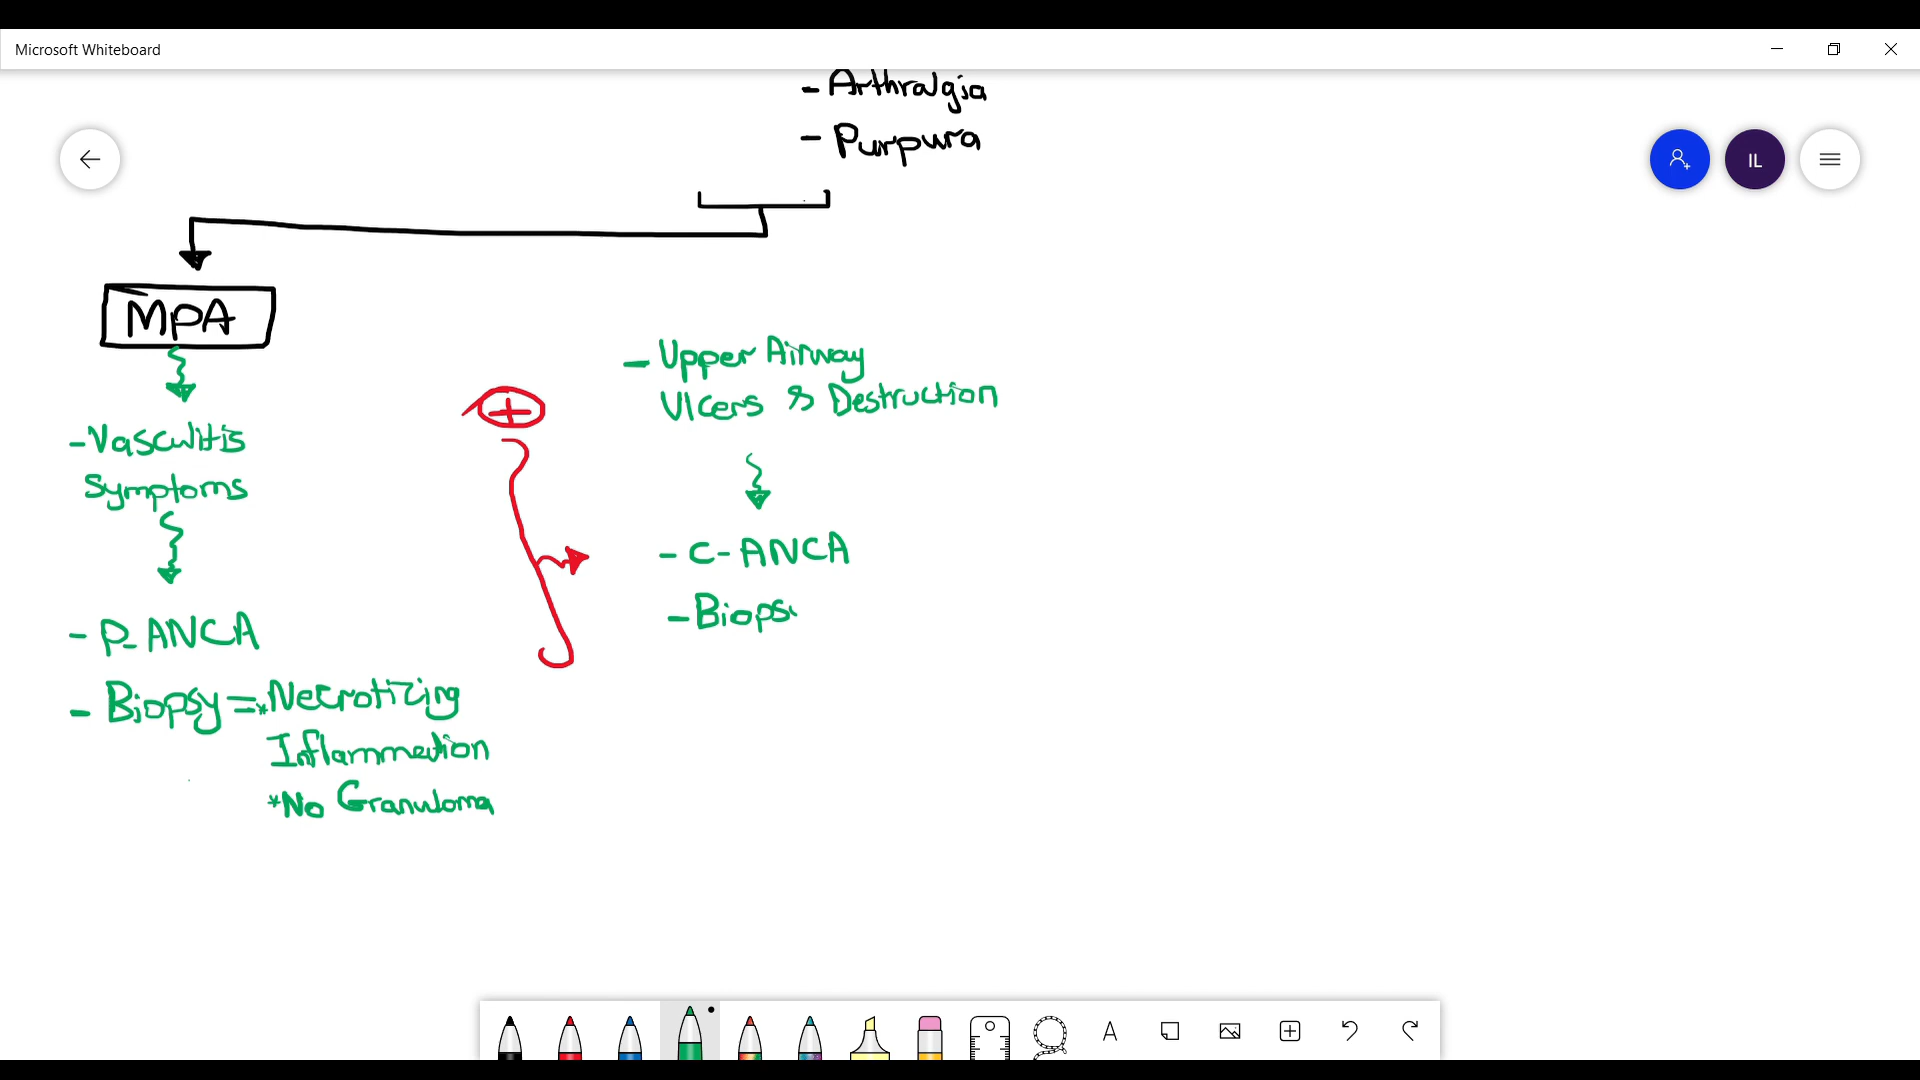 Microsoft Whiteboard
- Arthralgia
- Purpura
IL
MPA
- Vasculitis
Symptoms
- P-ANCA
- Biopsy = *Necrotizing
Inflammation
*No Granuloma
+
- Upper Airway
Ulcers & Destruction
- C-ANCA
- Biops
A